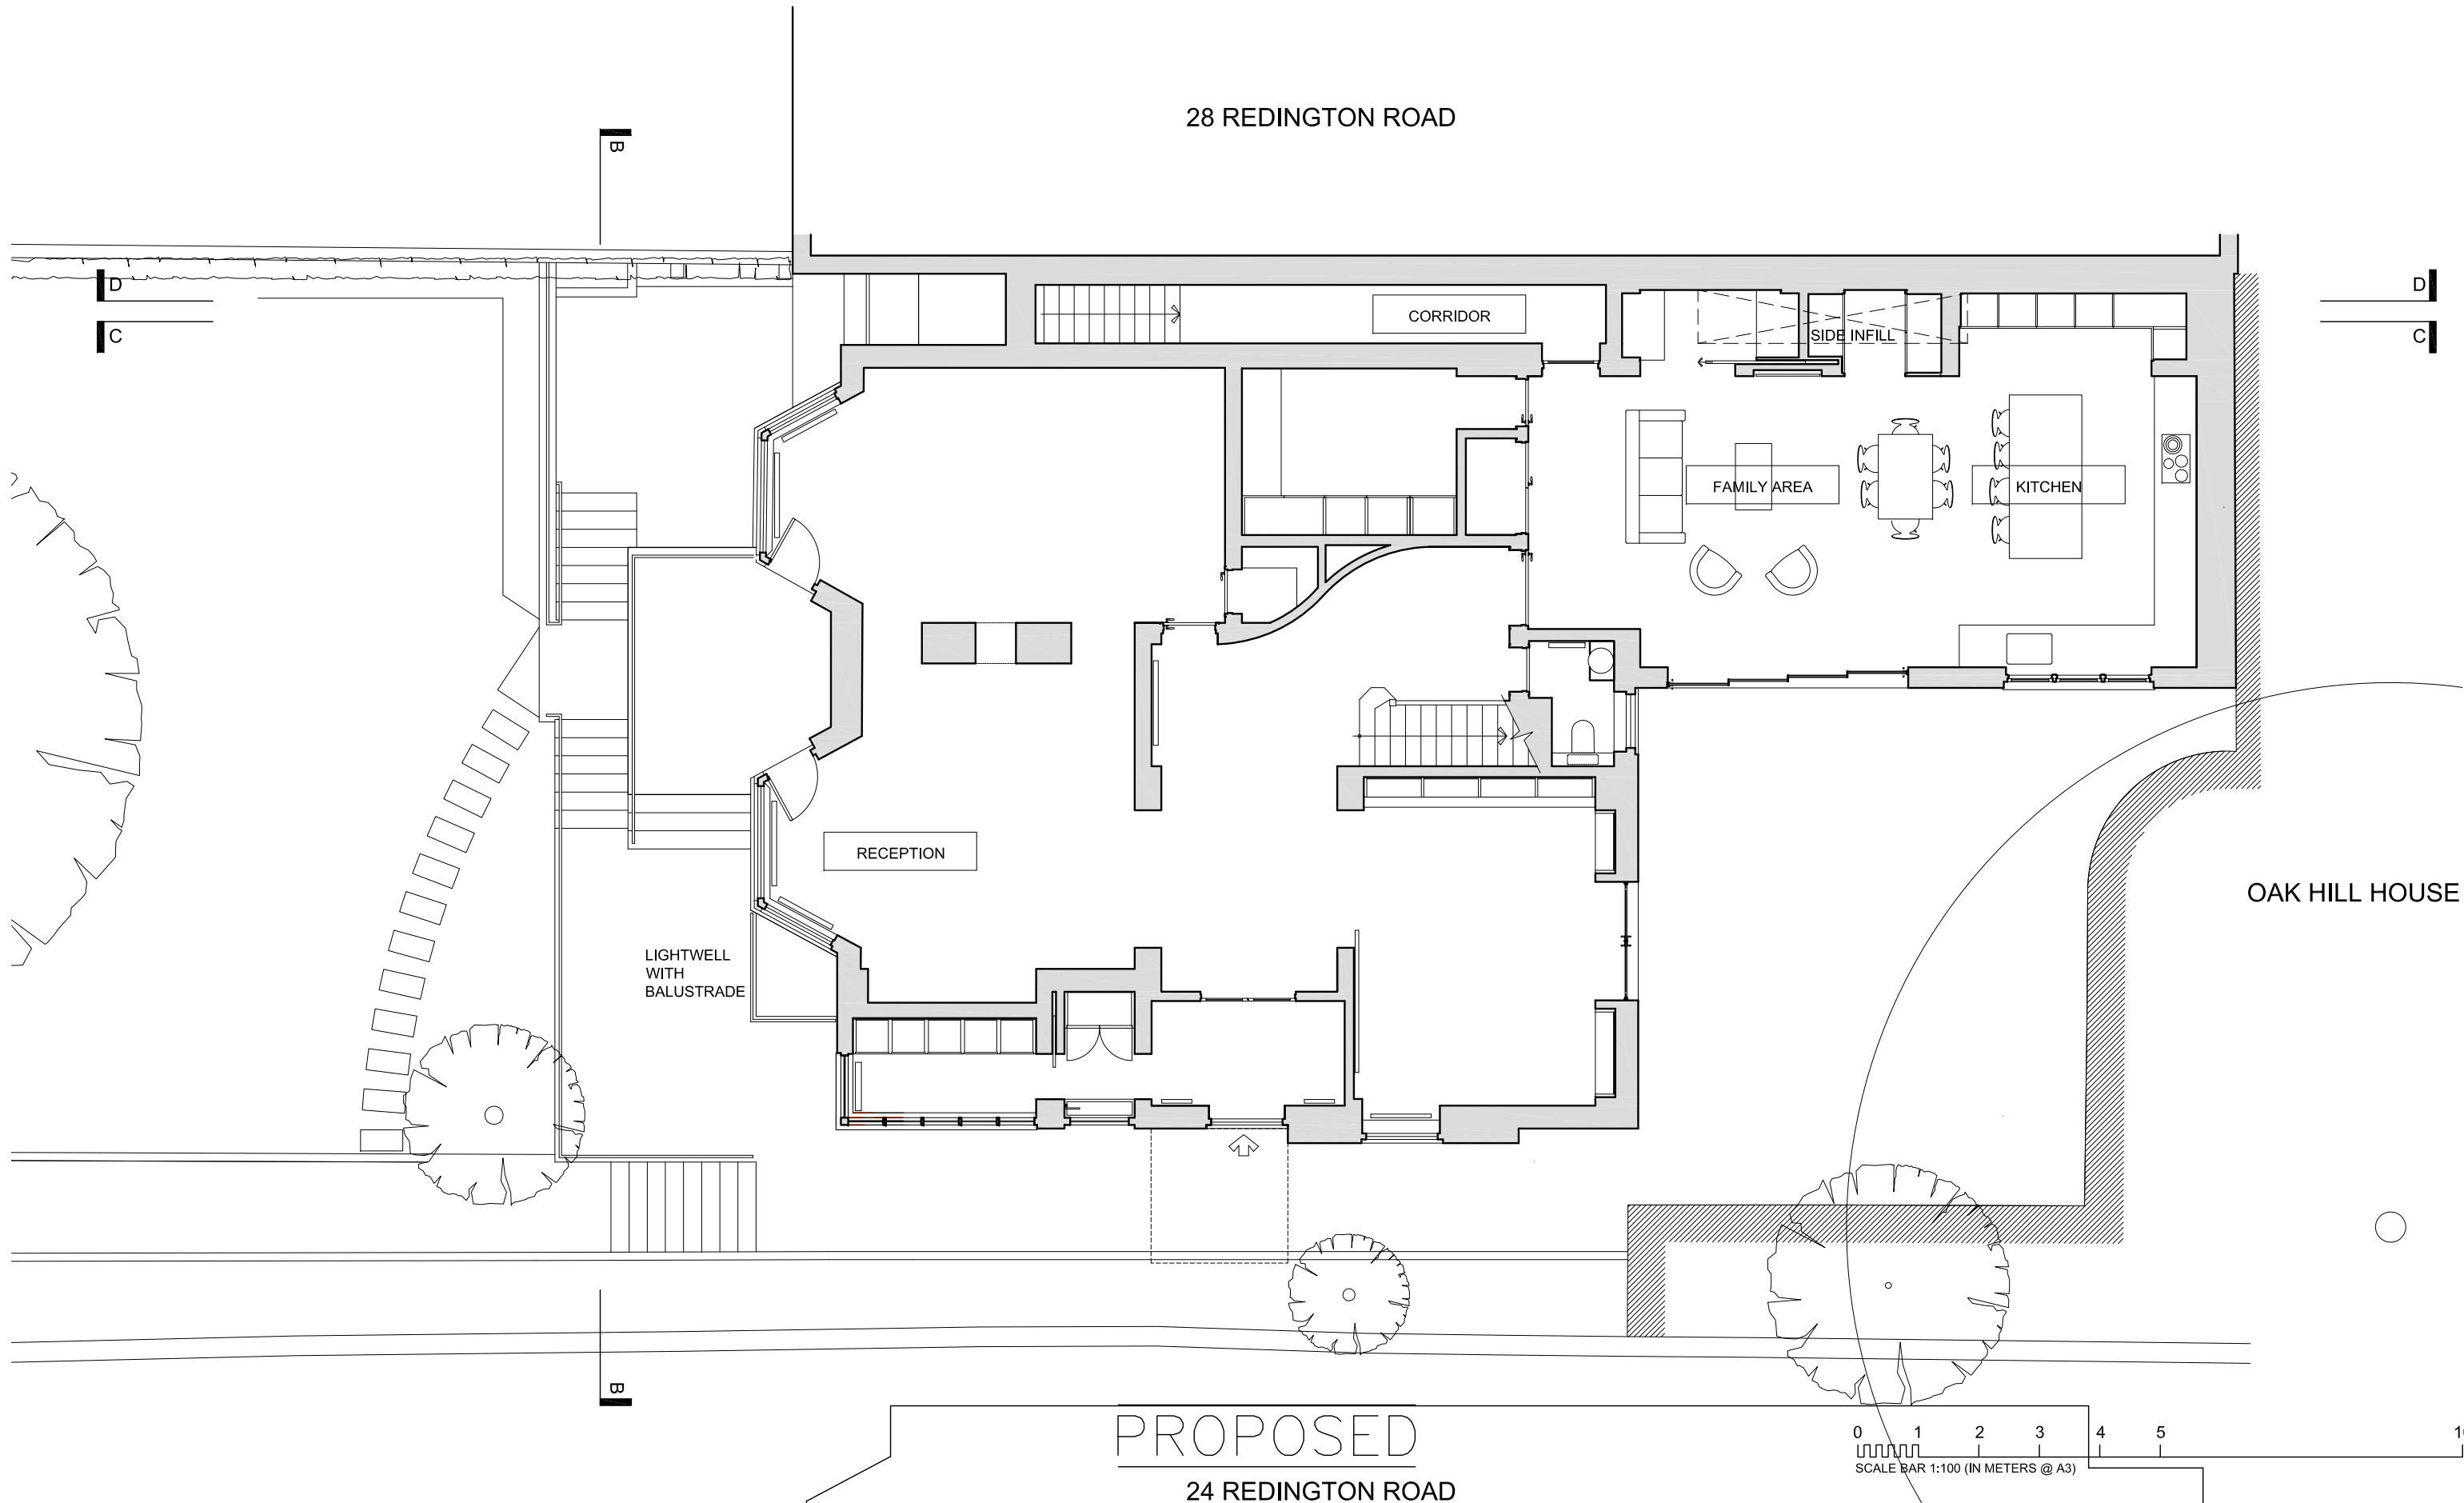 28 REDINGTON ROAD
B
D
C
D
C
CORRIDOR
SIDE INFILL
FAMILY AREA
KITCHEN
RECEPTION
OAK HILL HOUSE
LIGHTWELL
WITH
BALUSTRADE
B
PROPOSED
24 REDINGTON ROAD
0 1 2 3 4 5
SCALE BAR 1:100 (IN METERS @ A3)